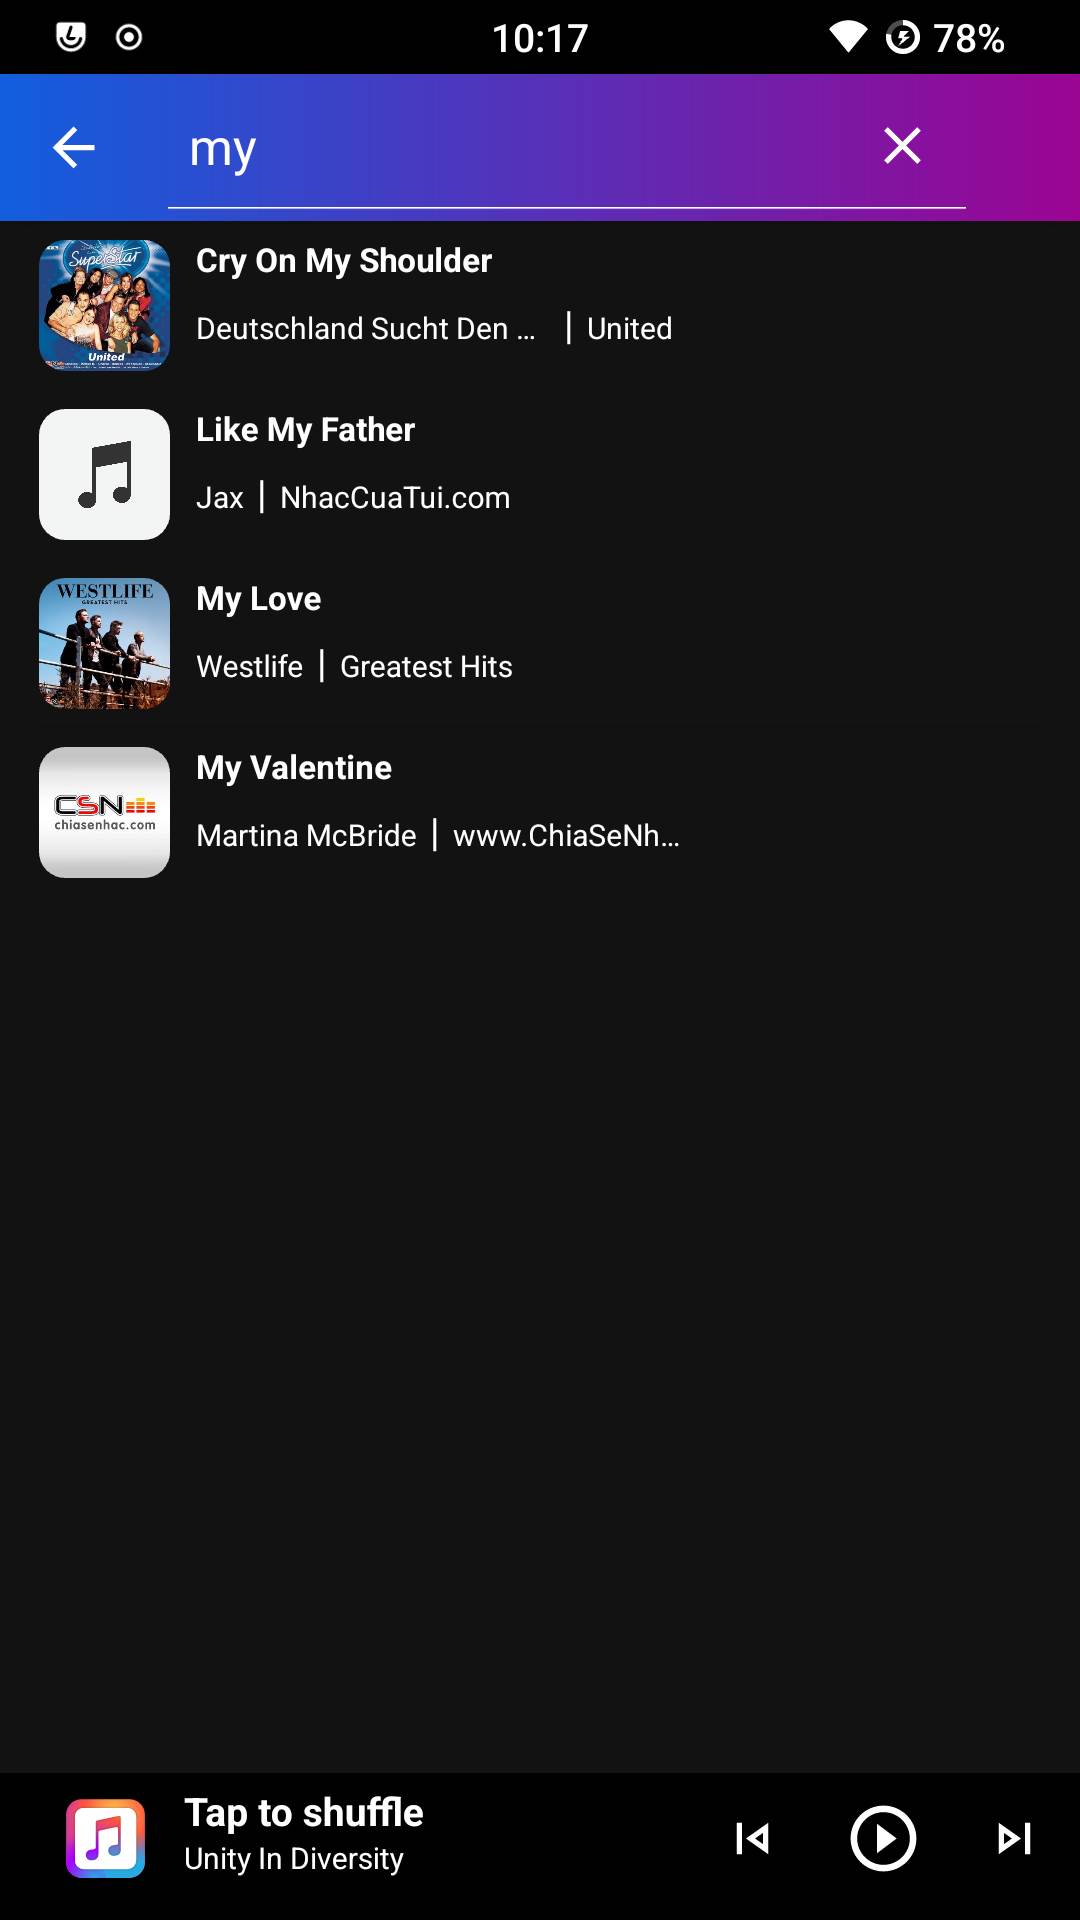 10:17
78%
my
SuperStar
United
Cry On My Shoulder
Deutschland Sucht Den ... | United
Like My Father
Jax | NhacCuaTui.com
WESTLIFE
GREATEST HITS
My Love
Westlife | Greatest Hits
CSN
chiasenhac.com
My Valentine
Martina McBride | www.ChiaSeNh...
Tap to shuffle
Unity In Diversity